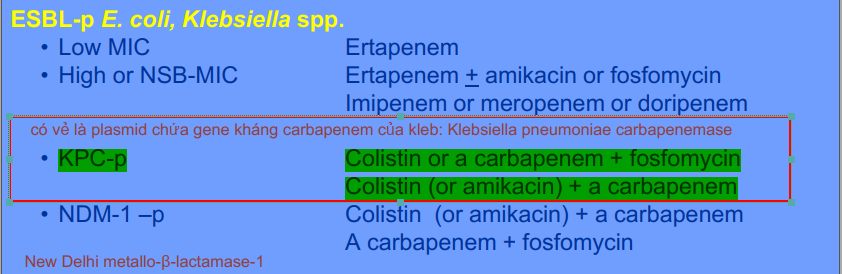 ESBL-p E. coli, Klebsiella spp.
• Low MIC Ertapenem
• High or NSB-MIC Ertapenem + amikacin or fosfomycin
Imipenem or meropenem or doripenem
có vẻ là plasmid chứa gene kháng carbapenem của kleb: Klebsiella pneumoniae carbapenemase
• KPC-p Colistin or a carbapenem + fosfomycin
Colistin (or amikacin) + a carbapenem
• NDM-1 –p Colistin (or amikacin) + a carbapenem
A carbapenem + fosfomycin
New Delhi metallo-β-lactamase-1